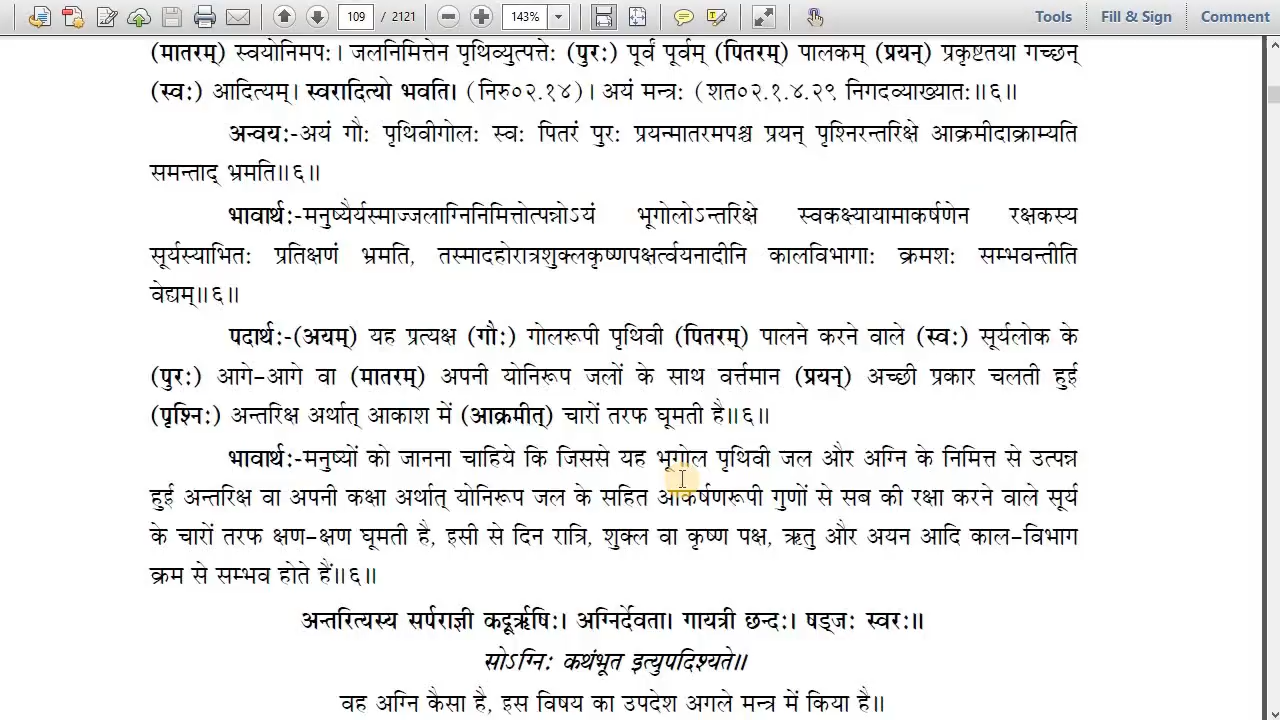 109 / 2121 143% Tools Fill & Sign Comment
(मातरम्) स्वयोनिमपः। जलनिमित्तेन पृथिव्युत्पत्तेः (पुरः) पूर्वं पूर्वम् (पितरम्) पालकम् (प्रयन्) प्रकृष्टतया गच्छन्
(स्वः) आदित्यम्। स्वरादित्यो भवति। (निरु०२.१४)। अयं मन्त्रः (शत०२.१.४.२९ निगदव्याख्यातः॥६॥
अन्वयः-अयं गौः पृथिवीगोलः स्वः पितरं पुरः प्रयन्मातरमपश्च प्रयन् पृश्निरन्तरिक्षे आक्रमीदाक्राम्यति
समन्ताद् भ्रमति॥६॥
भावार्थः-मनुष्यैर्यस्माज्जलाग्निनिमित्तोत्पन्नोऽयं भूगोलोऽन्तरिक्षे स्वकक्ष्यायामाकर्षणेन रक्षकस्य
सूर्यस्याभितः प्रतिक्षणं भ्रमति, तस्मादहोरात्रशुक्लकृष्णपक्षर्त्वयनादीनि कालविभागाः क्रमशः सम्भवन्तीति
वेद्यम्॥६॥
पदार्थः-(अयम्) यह प्रत्यक्ष (गौः) गोलरूपी पृथिवी (पितरम्) पालने करने वाले (स्वः) सूर्यलोक के
(पुरः) आगे-आगे वा (मातरम्) अपनी योनिरूप जलों के साथ वर्त्तमान (प्रयन्) अच्छी प्रकार चलती हुई
(पृश्निः) अन्तरिक्ष अर्थात् आकाश में (आक्रमीत्) चारों तरफ घूमती है॥६॥
भावार्थः-मनुष्यों को जानना चाहिये कि जिससे यह भूगोल पृथिवी जल और अग्नि के निमित्त से उत्पन्न
हुई अन्तरिक्ष वा अपनी कक्षा अर्थात् योनिरूप जल के सहित आकर्षणरूपी गुणों से सब की रक्षा करने वाले सूर्य
के चारों तरफ क्षण-क्षण घूमती है, इसी से दिन रात्रि, शुक्ल वा कृष्ण पक्ष, ऋतु और अयन आदि काल-विभाग
क्रम से सम्भव होते हैं॥६॥
अन्तरित्यस्य सर्पराज्ञी कद्रूर्ऋषिः। अग्निर्देवता। गायत्री छन्दः। षड्जः स्वरः॥
सोऽग्निः कथंभूत इत्युपदिश्यते॥
वह अग्नि कैसा है, इस विषय का उपदेश अगले मन्त्र में किया है॥